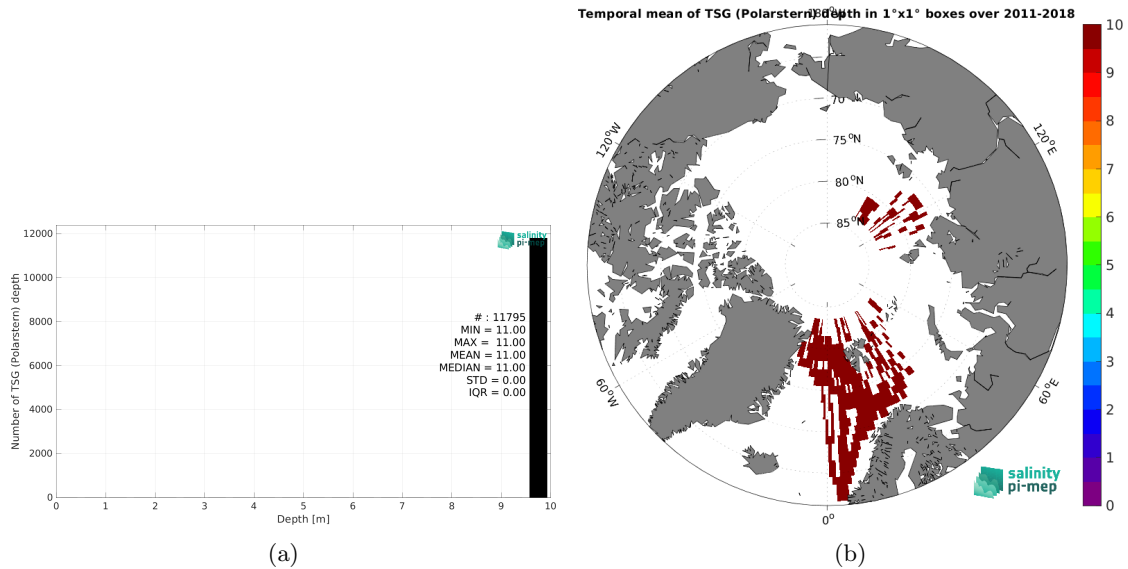 12000
10000
8000
6000
4000
2000
0
Number of TSG (Polarstern) depth
salinity
pi-mep
# : 11795
MIN = 11.00
MAX = 11.00
MEAN = 11.00
MEDIAN = 11.00
STD = 0.00
IQR = 0.00
0 1 2 3 4 5 6 7 8 9 10
Depth [m]
(a)
Temporal mean of TSG (Polarstern) depth in 1°x1° boxes over 2011-2018
180°W
120°W
120°E
70
75°N
80°N
85°N
60°W
60°E
0°
salinity
pi-mep
10
9
8
7
6
5
4
3
2
1
0
(b)